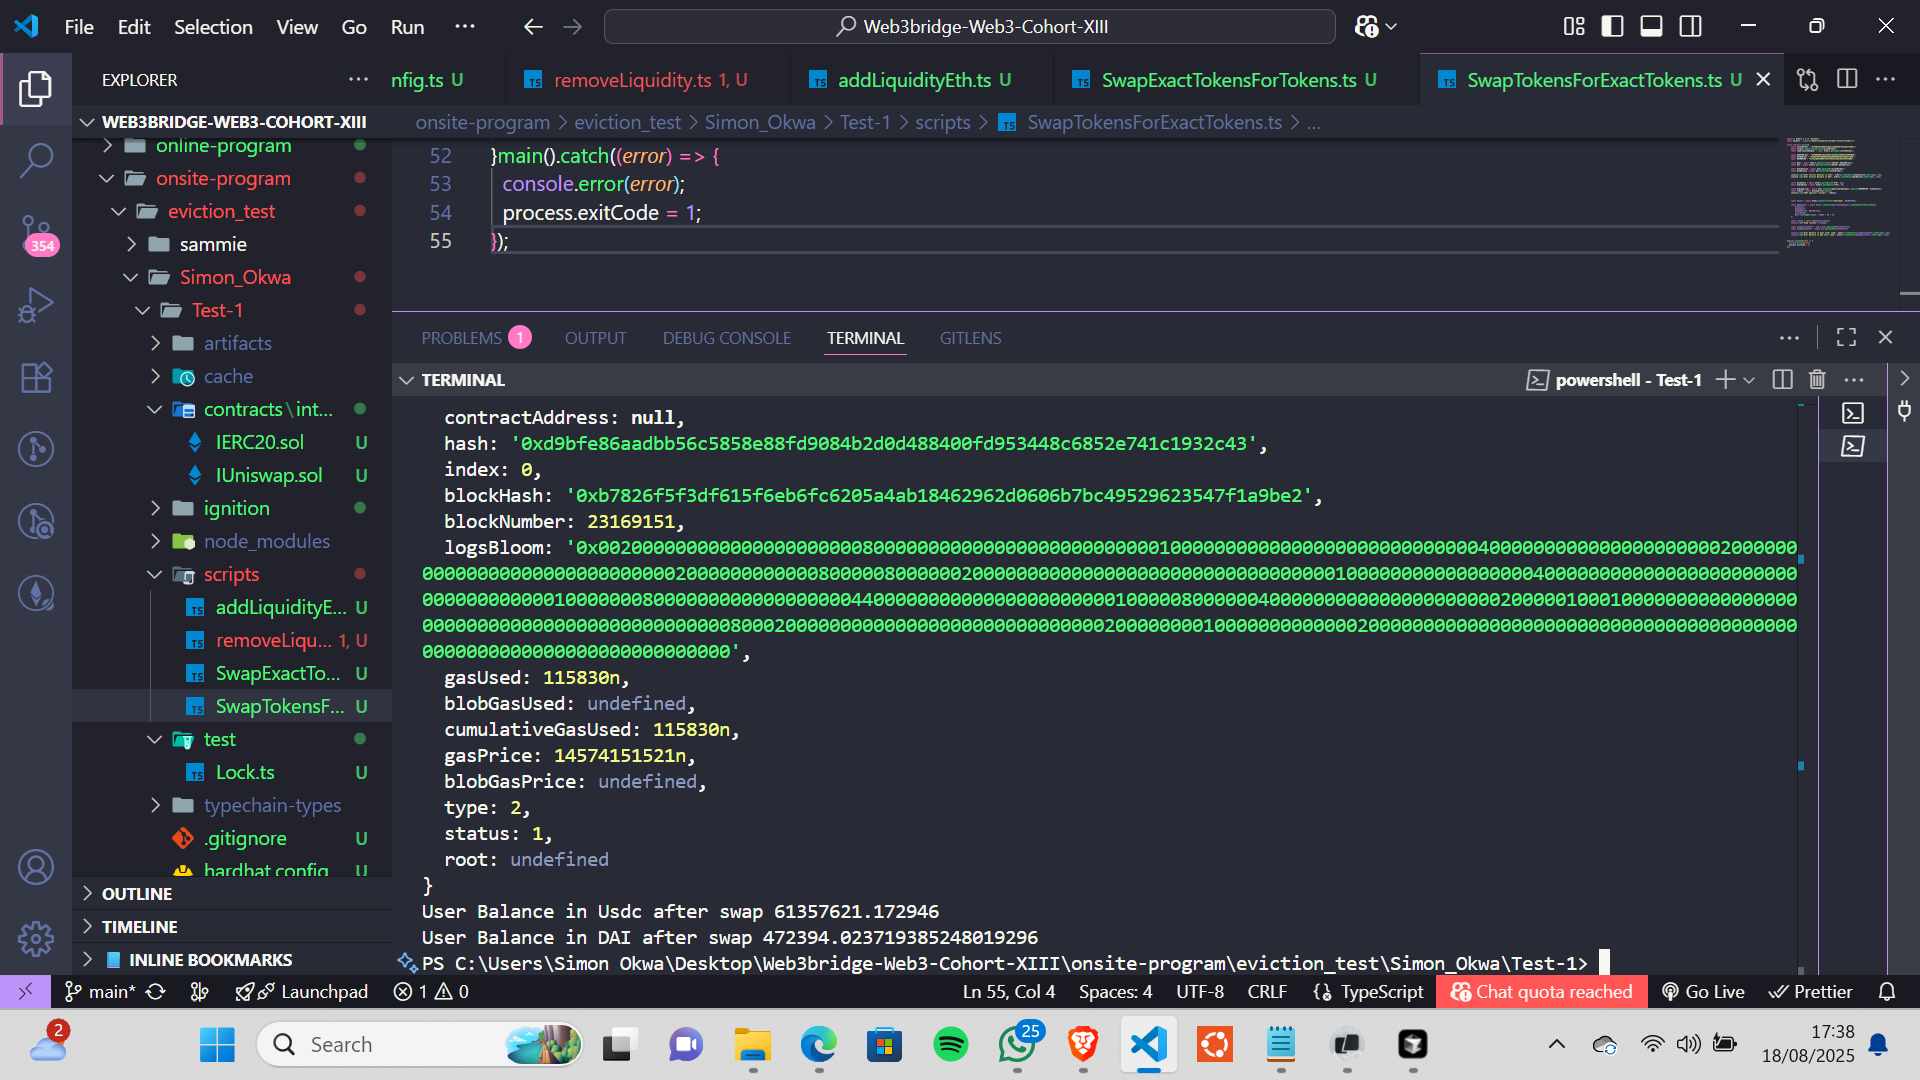 File Edit Selection View Go Run ···
Web3bridge-Web3-Cohort-XIII
EXPLORER
nfig.ts U
removeLiquidity.ts 1, U
addLiquidityEth.ts U
SwapExactTokensForTokens.ts U
SwapTokensForExactTokens.ts U
WEB3BRIDGE-WEB3-COHORT-XIII
onsite-program > eviction_test > Simon_Okwa > Test-1 > scripts > SwapTokensForExactTokens.ts > ...
online-program
onsite-program
eviction_test
sammie
Simon_Okwa
Test-1
artifacts
cache
contracts\int...
IERC20.sol U
IUniswap.sol U
ignition
node_modules
scripts
addLiquidityE... U
removeLiqu... 1, U
SwapExactTo... U
SwapTokensF... U
test
Lock.ts U
typechain-types
.gitignore U
hardhat.config U
OUTLINE
TIMELINE
INLINE BOOKMARKS
354
52 }main().catch((error) => {
53 console.error(error);
54 process.exitCode = 1;
55 });
PROBLEMS 1 OUTPUT DEBUG CONSOLE TERMINAL GITLENS
TERMINAL
powershell - Test-1
contractAddress: null,
hash: '0xd9bfe86aadbb56c5858e88fd9084b2d0d488400fd953448c6852e741c1932c43',
index: 0,
blockHash: '0xb7826f5f3df615f6eb6fc6205a4ab18462962d0606b7bc49529623547f1a9be2',
blockNumber: 23169151,
logsBloom:
gasUsed: 115830n,
blobGasUsed: undefined,
cumulativeGasUsed: 115830n,
gasPrice: 14574151521n,
blobGasPrice: undefined,
type: 2,
status: 1,
root: undefined
}
User Balance in Usdc after swap 61357621.172946
User Balance in DAI after swap 472394.023719385248019296
PS C:\Users\Simon Okwa\Desktop\Web3bridge-Web3-Cohort-XIII\onsite-program\eviction_test\Simon_Okwa\Test-1>
main* Launchpad 1 0
Ln 55, Col 4 Spaces: 4 UTF-8 CRLF TypeScript Chat quota reached Go Live Prettier
2
Search
25
17:38
18/08/2025